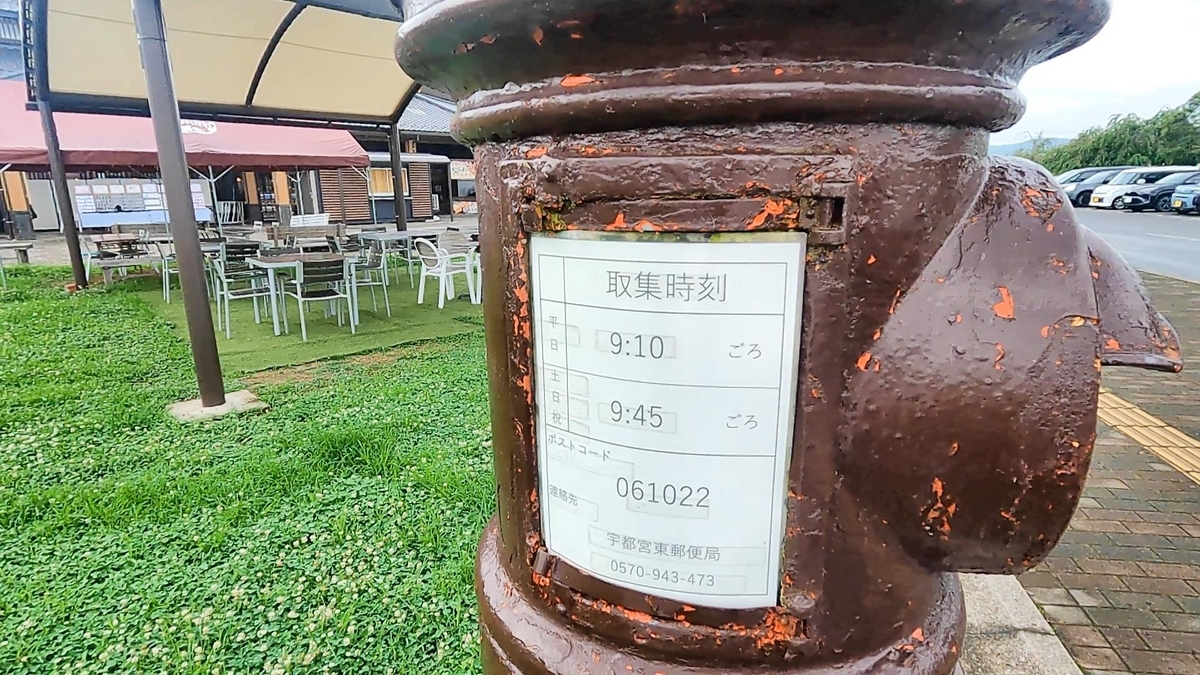 取集時刻
平日 9:10 ごろ
土日祝 9:45 ごろ
ポストコード
061022
連絡先
宇都宮東郵便局
0570-943-473